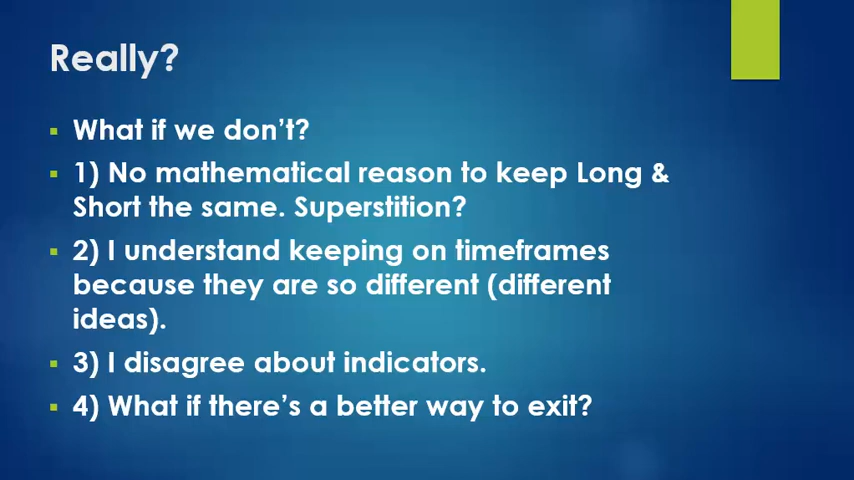 Really?
What if we don't?
1) No mathematical reason to keep Long &
Short the same. Superstition?
2) I understand keeping on timeframes
because they are so different (different
ideas).
3) I disagree about indicators.
4) What if there's a better way to exit?